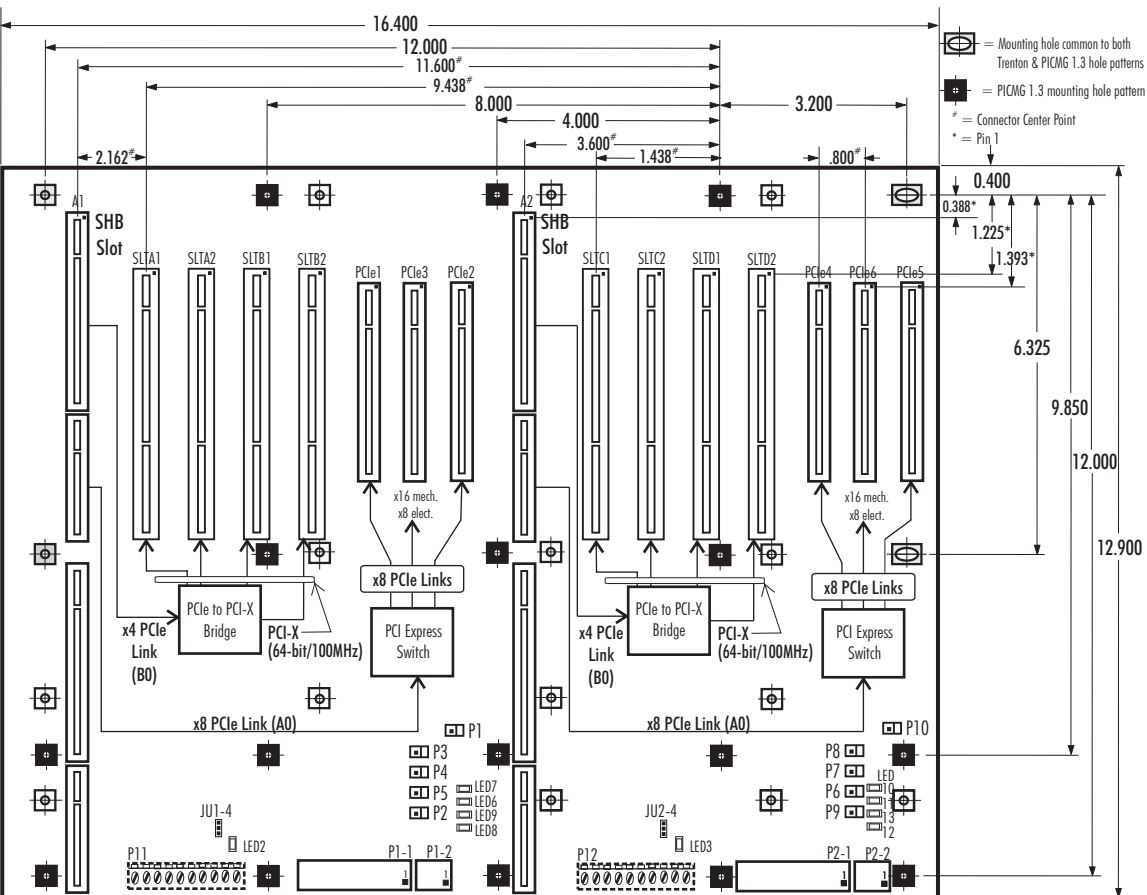 16.400
12.000
11.600#
9.438#
8.000
3.200
4.000
3.600#
2.162#
1.438#
.800#
= Mounting hole common to both
Trenton & PICMG 1.3 hole patterns
= PICMG 1.3 mounting hole pattern
# = Connector Center Point
* = Pin 1
0.400
0.388*
1.225*
1.393*
6.325
9.850
12.000
12.900
A1
SHB
Slot
SLTA1 SLTA2 SLTB1 SLTB2
PCIe1 PCIe3 PCIe2
A2
SHB
Slot
SLTC1 SLTC2 SLTD1 SLTD2
PCIe4 PCIe6 PCIe5
x16 mech.
x8 elect.
x8 PCIe Links
PCIe to PCI-X
Bridge
x4 PCIe
Link
(B0)
PCI-X
(64-bit/100MHz)
PCI Express
Switch
x8 PCIe Link (A0)
x16 mech.
x8 elect.
x8 PCIe Links
PCIe to PCI-X
Bridge
x4 PCIe
Link
(B0)
PCI-X
(64-bit/100MHz)
PCI Express
Switch
x8 PCIe Link (A0)
P1
P3
P4
P5
P2
LED7
LED6
LED9
LED8
JU1-4
LED2
P11
P1-1 P1-2
1 1
P10
P8
P7
P6
P9
LED
10
11
13
12
JU2-4
LED3
P12
P2-1 P2-2
1 1